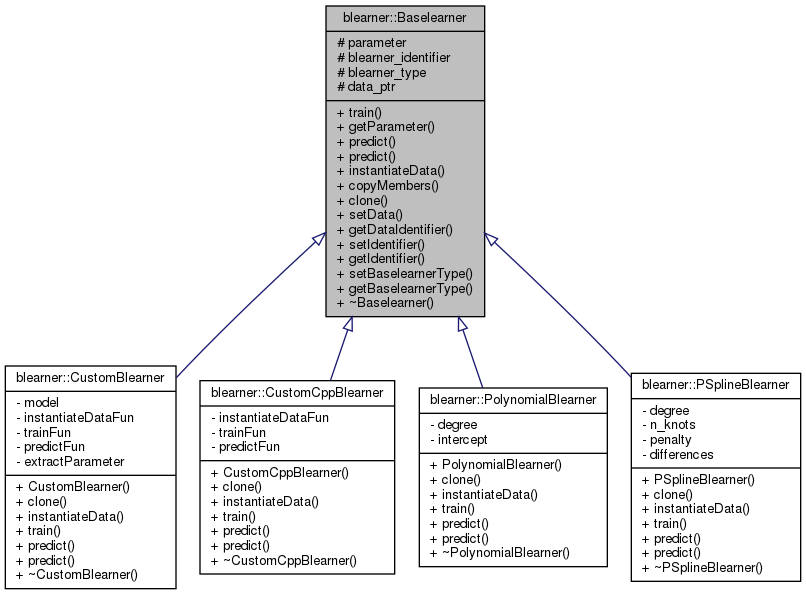 blearner::Baselearner
# parameter
# blearner_identifier
# blearner_type
# data_ptr
+ train()
+ getParameter()
+ predict()
+ predict()
+ instantiateData()
+ copyMembers()
+ clone()
+ setData()
+ getDataIdentifier()
+ setIdentifier()
+ getIdentifier()
+ setBaselearnerType()
+ getBaselearnerType()
+ ~Baselearner()
blearner::CustomBlearner
- model
- instantiateDataFun
- trainFun
- predictFun
- extractParameter
+ CustomBlearner()
+ clone()
+ instantiateData()
+ train()
+ predict()
+ predict()
+ ~CustomBlearner()
blearner::CustomCppBlearner
- instantiateDataFun
- trainFun
- predictFun
+ CustomCppBlearner()
+ clone()
+ instantiateData()
+ train()
+ predict()
+ predict()
+ ~CustomCppBlearner()
blearner::PolynomialBlearner
- degree
- intercept
+ PolynomialBlearner()
+ clone()
+ instantiateData()
+ train()
+ predict()
+ predict()
+ ~PolynomialBlearner()
blearner::PSplineBlearner
- degree
- n_knots
- penalty
- differences
+ PSplineBlearner()
+ clone()
+ instantiateData()
+ train()
+ predict()
+ predict()
+ ~PSplineBlearner()